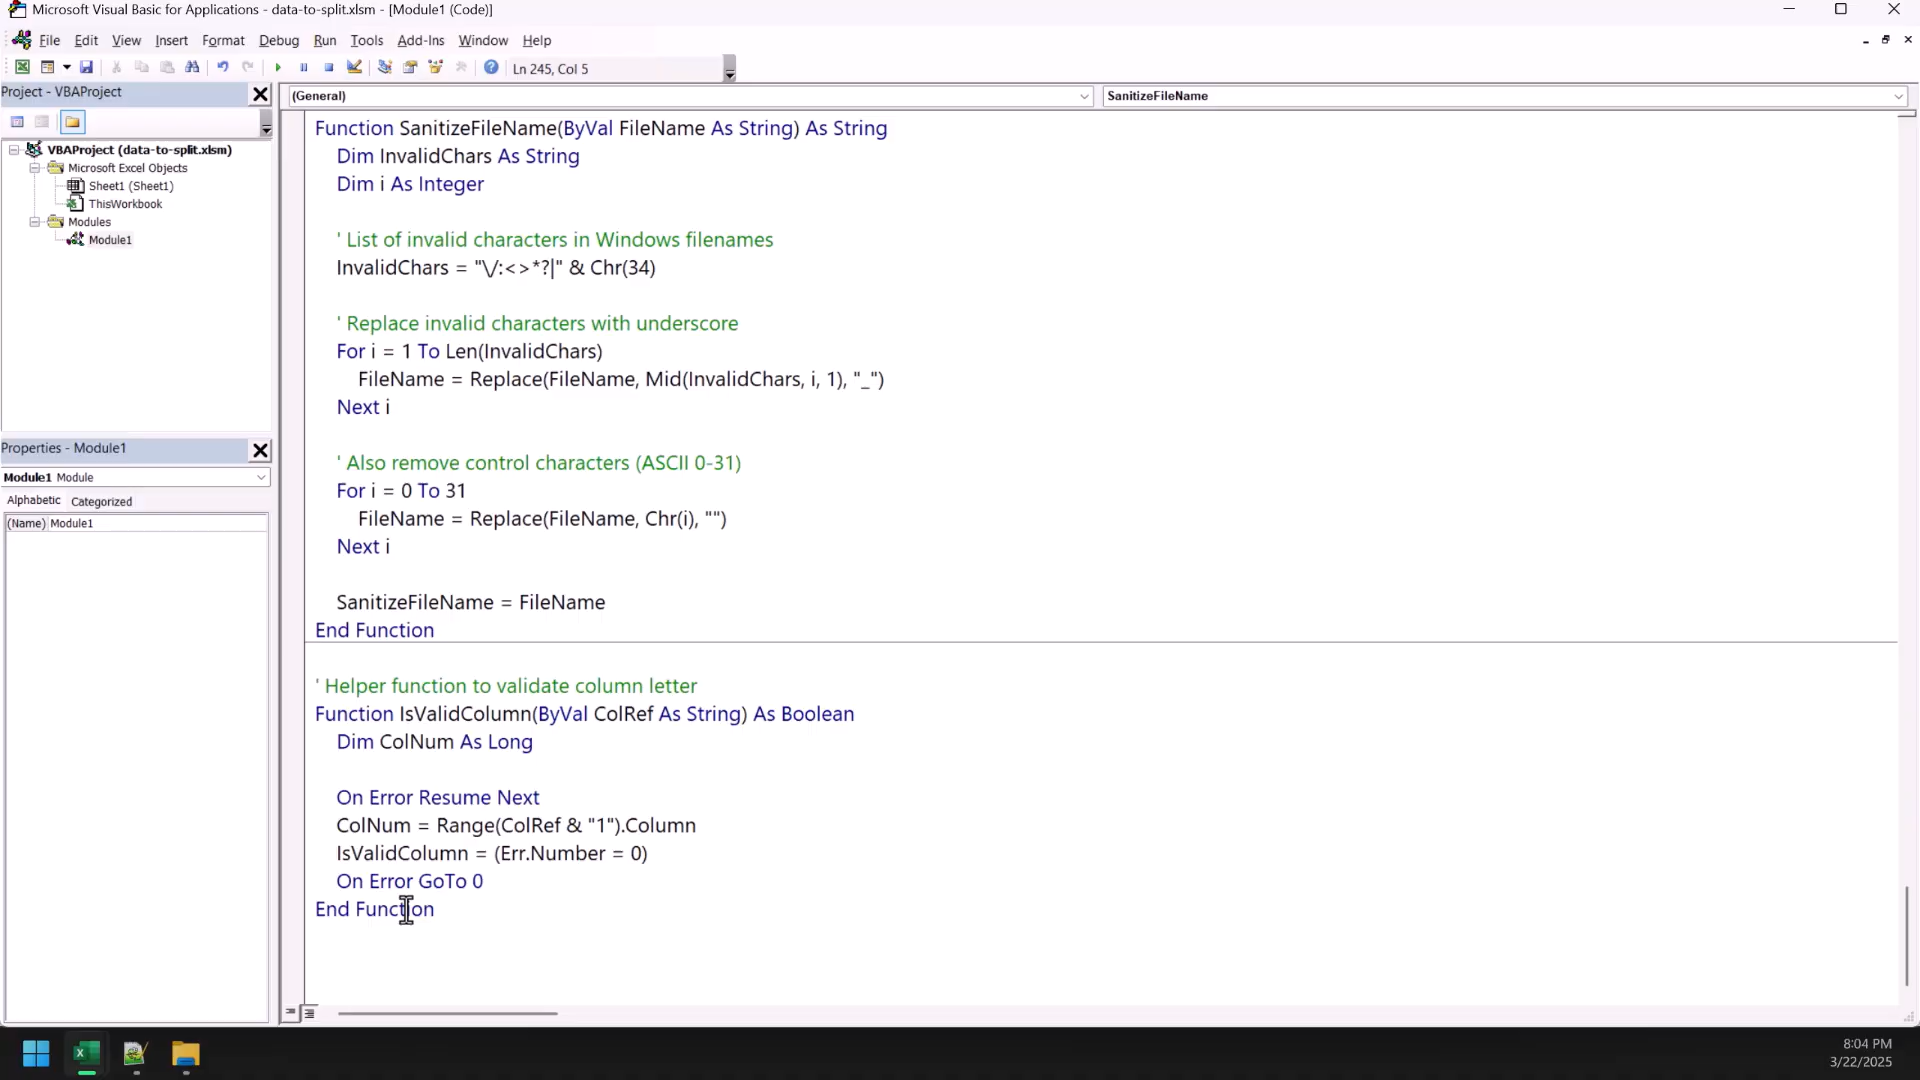 Microsoft Visual Basic for Applications - data-to-split.xlsm - [Module1 (Code)]
File Edit View Insert Format Debug Run Tools Add-Ins Window Help
Ln 245, Col 5
Project - VBAProject
(General)
SanitizeFileName
VBAProject (data-to-split.xlsm)
Microsoft Excel Objects
Sheet1 (Sheet1)
ThisWorkbook
Modules
Module1
Properties - Module1
Module1 Module
Alphabetic Categorized
(Name) Module1
Function SanitizeFileName(ByVal FileName As String) As String
Dim InvalidChars As String
Dim i As Integer
' List of invalid characters in Windows filenames
InvalidChars = "\/:<>*?|" & Chr(34)
' Replace invalid characters with underscore
For i = 1 To Len(InvalidChars)
FileName = Replace(FileName, Mid(InvalidChars, i, 1), "_")
Next i
' Also remove control characters (ASCII 0-31)
For i = 0 To 31
FileName = Replace(FileName, Chr(i), "")
Next i
SanitizeFileName = FileName
End Function
' Helper function to validate column letter
Function IsValidColumn(ByVal ColRef As String) As Boolean
Dim ColNum As Long
On Error Resume Next
ColNum = Range(ColRef & "1").Column
IsValidColumn = (Err.Number = 0)
On Error GoTo 0
End Function
8:04 PM
3/22/2025